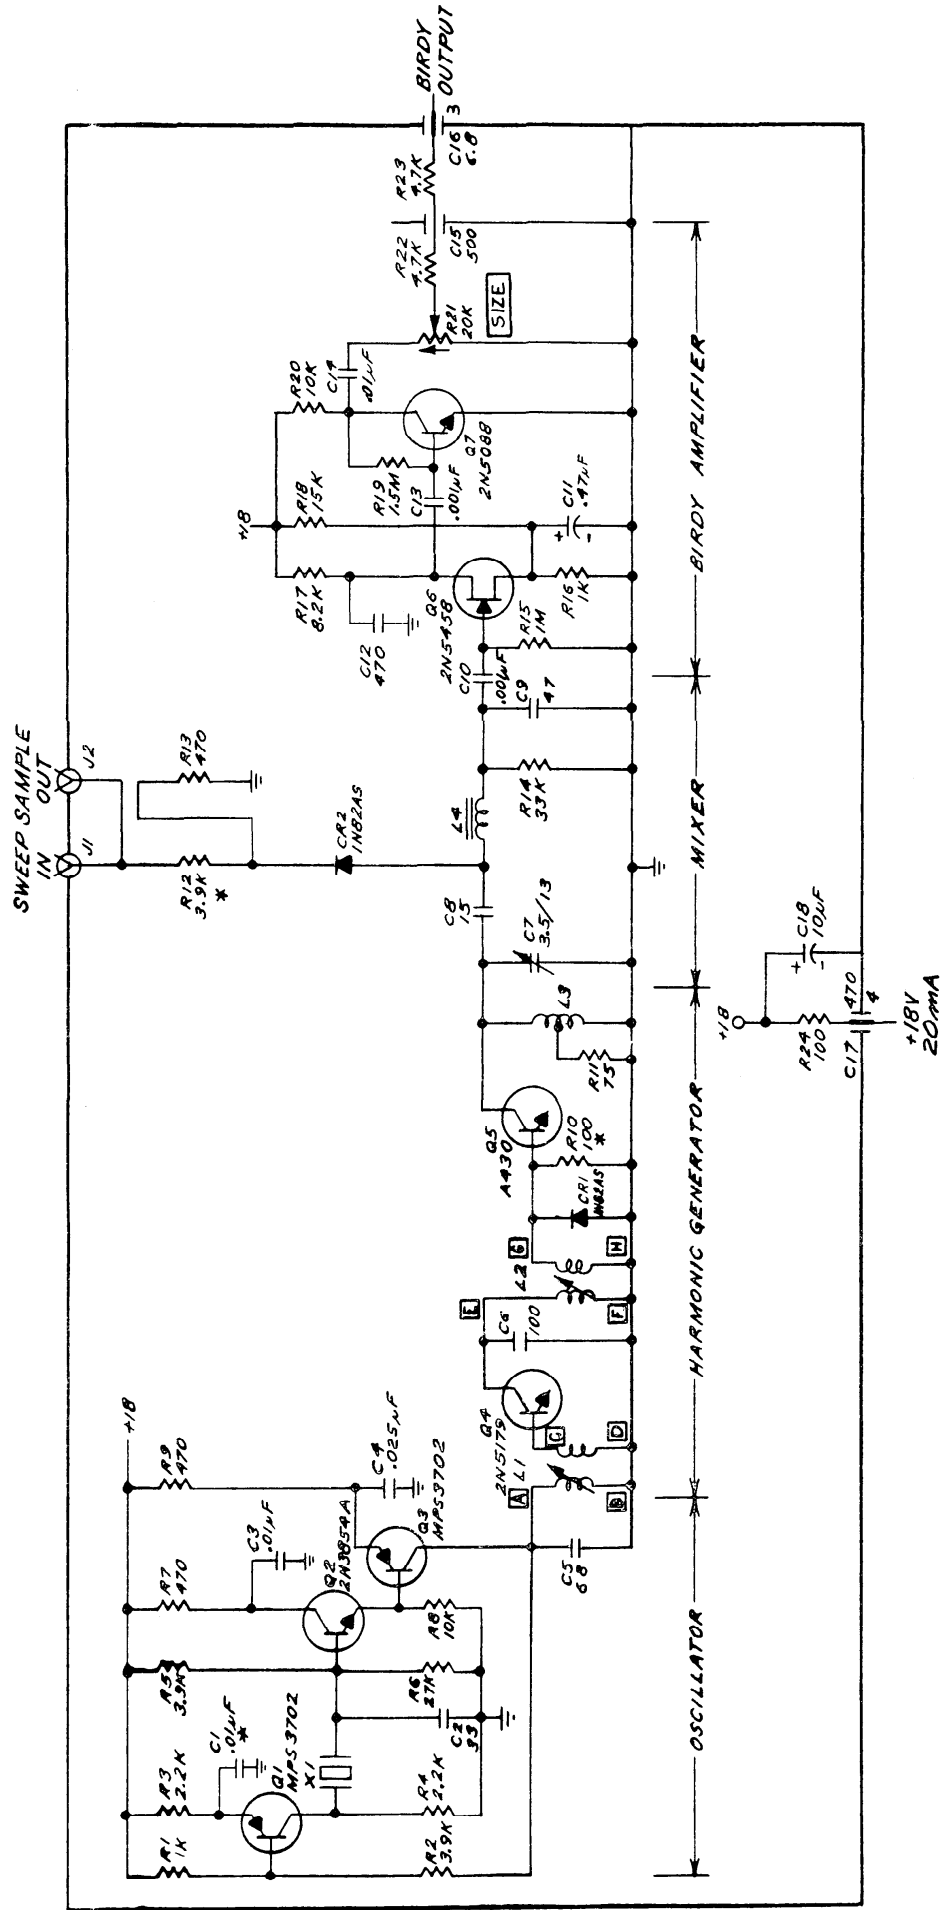 SWEEP SAMPLE
IN OUT
J1 J2
R12
3.9K
*
R13
470
CR2
1N82AS
+18
R1
1K
R3
2.2K
C1
.01µF
*
Q1
MPS3702
X1
R2
3.9K
R4
2.2K
R5
3.9K
R7
470
C3
.01µF
Q2
2N3854A
R6
27K
C2
33
R8
10K
R9
470
C4
.025µF
Q3
MPS3702
C5
68
A
L1
B
C
D
Q4
2N5179
E
C6
100
F
L2
G
H
CR1
1N82AS
Q5
A430
R10
100
*
R11
75
L3
C7
3.5/13
C8
15
L4
R14
33K
C9
47
C10
.001µF
R15
1M
Q6
2N5458
C12
470
R17
8.2K
+18
R18
15K
R16
1K
C11
.47µF
+
-
C13
.001µF
R19
1.5M
Q7
2N5088
R20
10K
C14
.01µF
R21
20K
SIZE
R22
4.7K
C15
500
R23
4.7K
C16
6.8
3
BIRDY
OUTPUT
OSCILLATOR
HARMONIC GENERATOR
MIXER
BIRDY AMPLIFIER
+18
R24
100
C18
10µF
+
-
C17
470
4
+18V
20mA